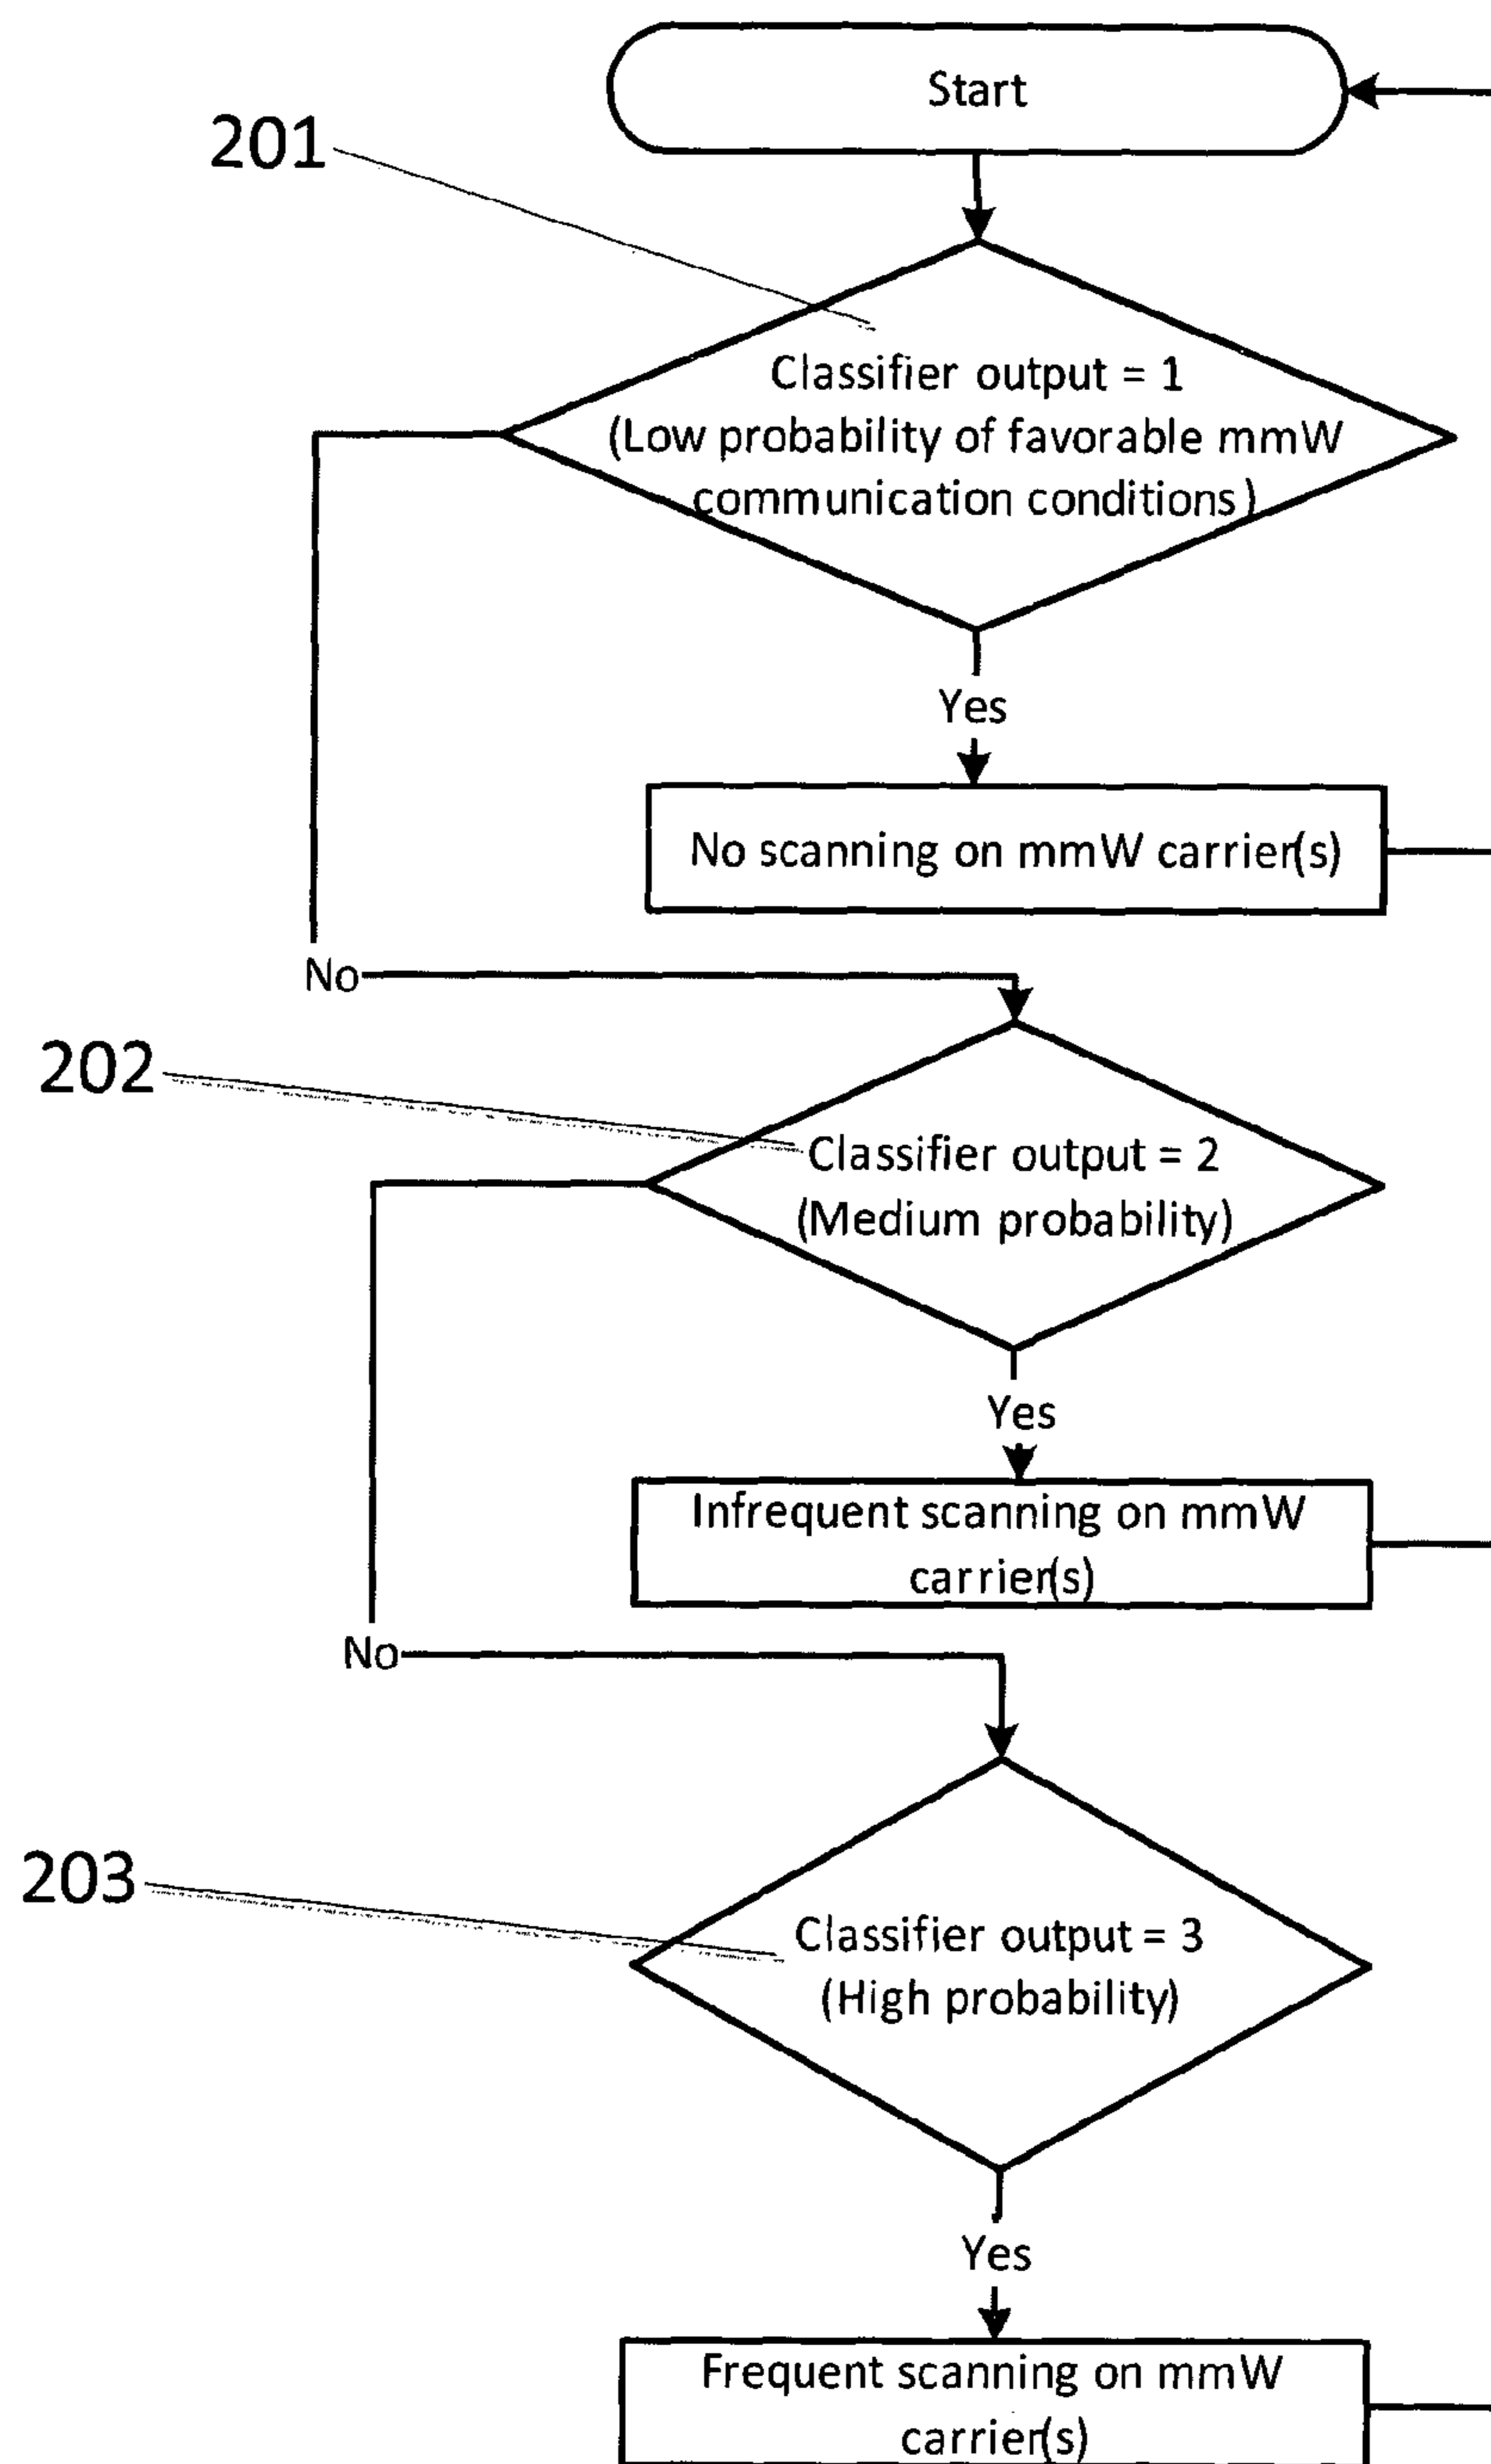 Start
201
Classifier output = 1
(Low probability of favorable mmW
communication conditions)
Yes
No scanning on mmW carrier(s)
No
202
Classifier output = 2
(Medium probability)
Yes
Infrequent scanning on mmW
carrier(s)
No
203
Classifier output = 3
(High probability)
Yes
Frequent scanning on mmW
carrier(s)